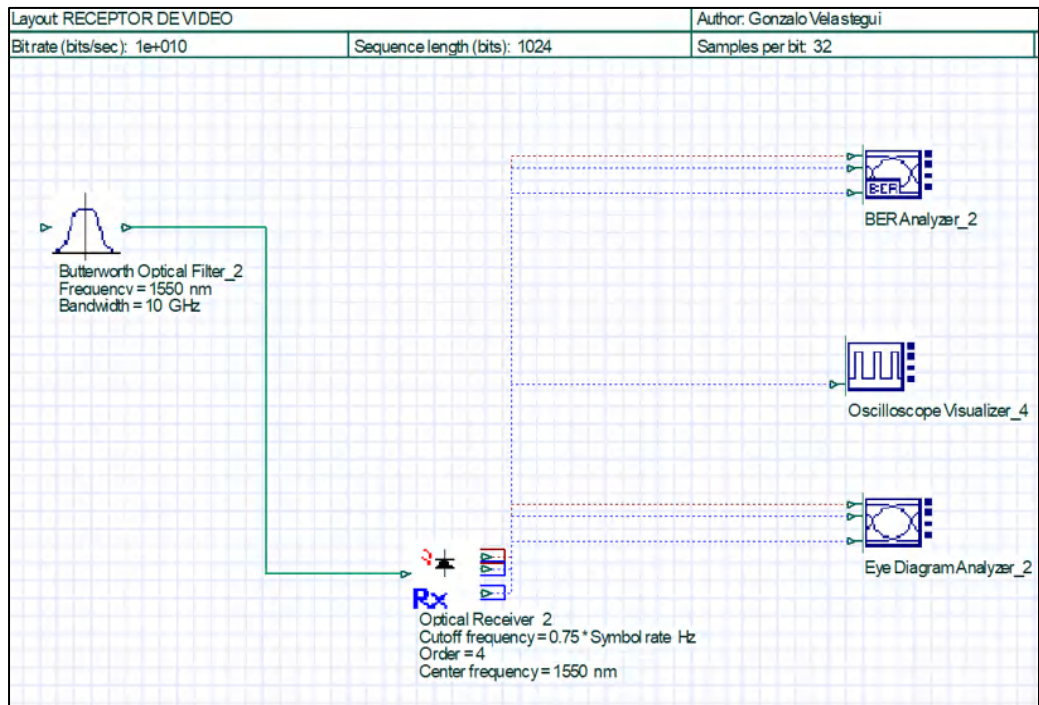 Layout: RECEPTOR DE VIDEO
Author: Gonzalo Velastegui
Bit rate (bits/sec): 1e+010
Sequence length (bits): 1024
Samples per bit: 32
BER
BER Analyzer_2
Butterworth Optical Filter_2
Frequency = 1550 nm
Bandwidth = 10 GHz
Oscilloscope Visualizer_4
Eye Diagram Analyzer_2
Rx
Optical Receiver_2
Cutoff frequency = 0.75 * Symbol rate Hz
Order = 4
Center frequency = 1550 nm